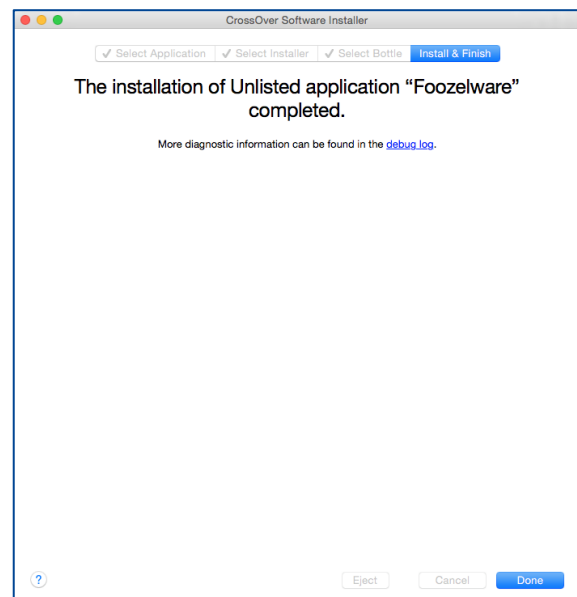 CrossOver Software Installer
✓ Select Application ✓ Select Installer ✓ Select Bottle Install & Finish
The installation of Unlisted application “Foozelware”
completed.
More diagnostic information can be found in the debug log.
? Eject Cancel Done